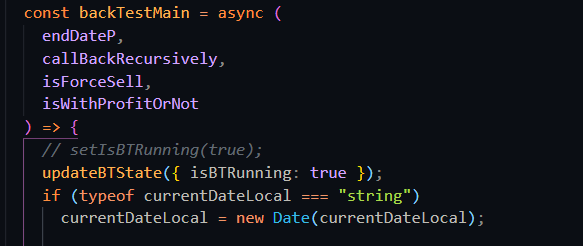 const backTestMain = async (
endDateP,
callBackRecursively,
isForceSell,
isWithProfitOrNot
) => {
// setIsBTRunning(true);
updateBTState({ isBTRunning: true });
if (typeof currentDateLocal === "string")
currentDateLocal = new Date(currentDateLocal);